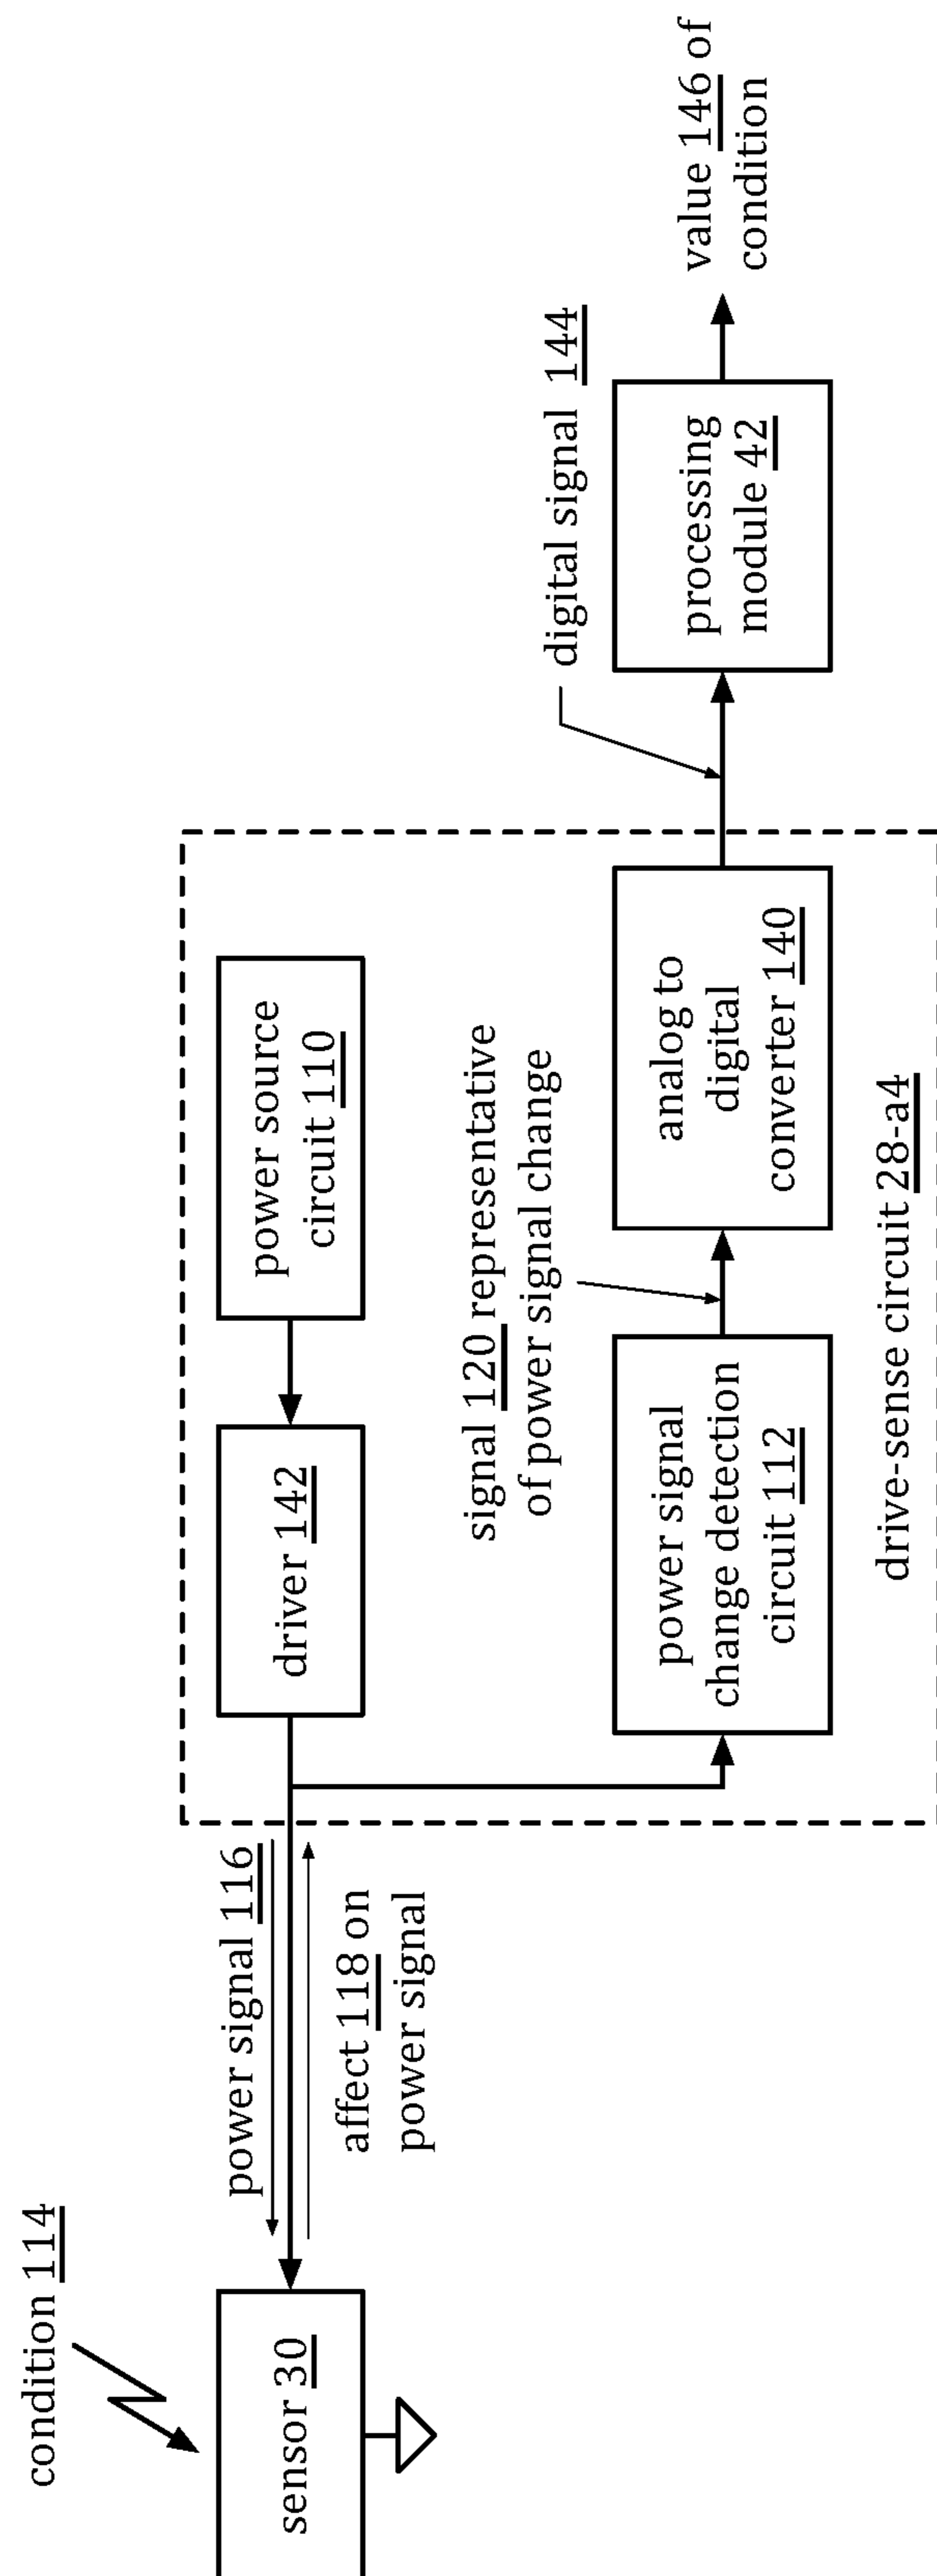 condition 114
sensor 30
power signal 116
affect 118 on
power signal
driver 142
power source
circuit 110
signal 120 representative
of power signal change
power signal
change detection
circuit 112
analog to
digital
converter 140
drive-sense circuit 28-a4
digital signal 144
processing
module 42
value 146 of
condition